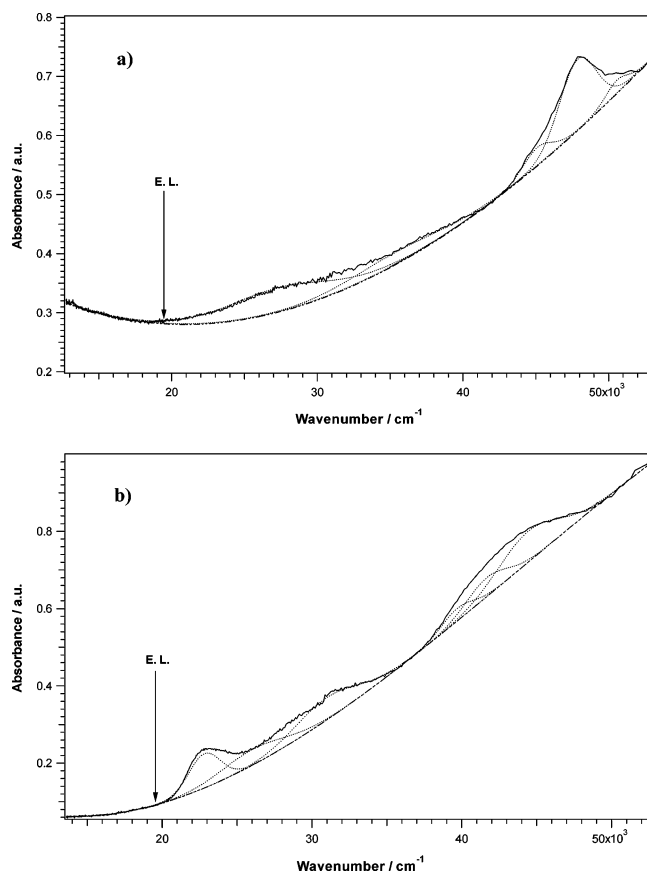 0.8
0.7
0.6
0.5
0.4
0.3
0.2
Absorbance / a.u.
a)
E. L.
20
30
40
50x10³
Wavenumber / cm⁻¹
0.8
0.6
0.4
0.2
Absorbance / a.u.
b)
E. L.
20
30
40
50x10³
Wavenumber / cm⁻¹